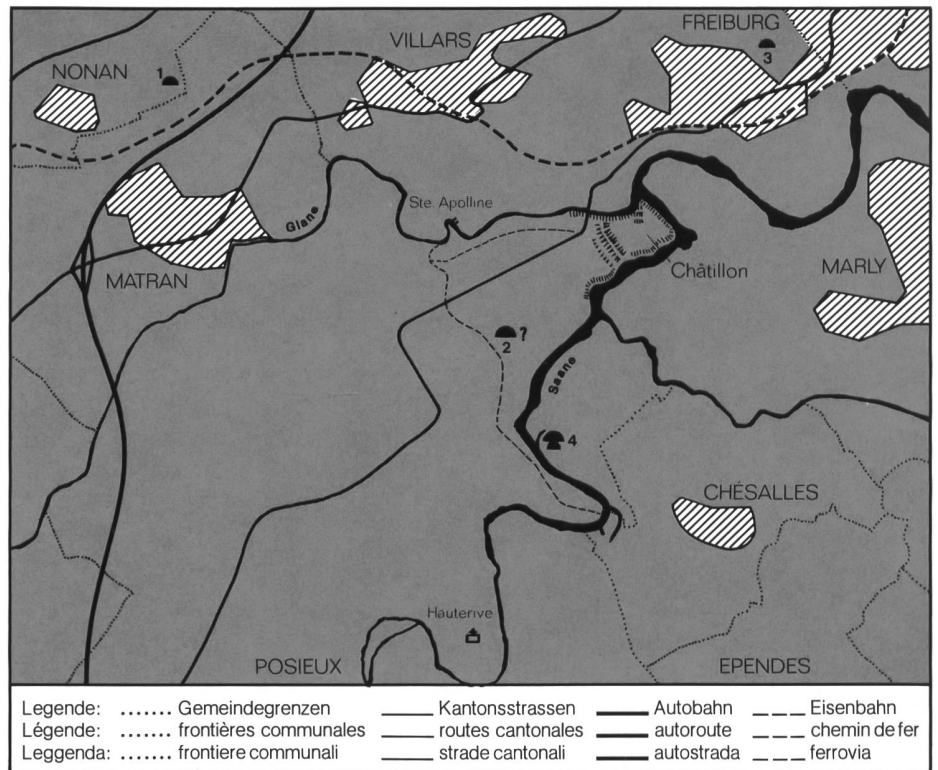 FREIBURG
VILLARS
3
NONAN
1
Ste. Apolline
Glane
Châtillon
MARLY
MATRAN
2 ?
Saane
4
CHÉSALLES
Hauterive
POSIEUX
EPENDES
Legende: ....... Gemeindegrenzen Kantonsstrassen Autobahn Eisenbahn
Légende: ....... frontières communales routes cantonales autoroute chemin de fer
Leggenda: ....... frontiere communali strade cantonali autostrada ferrovia